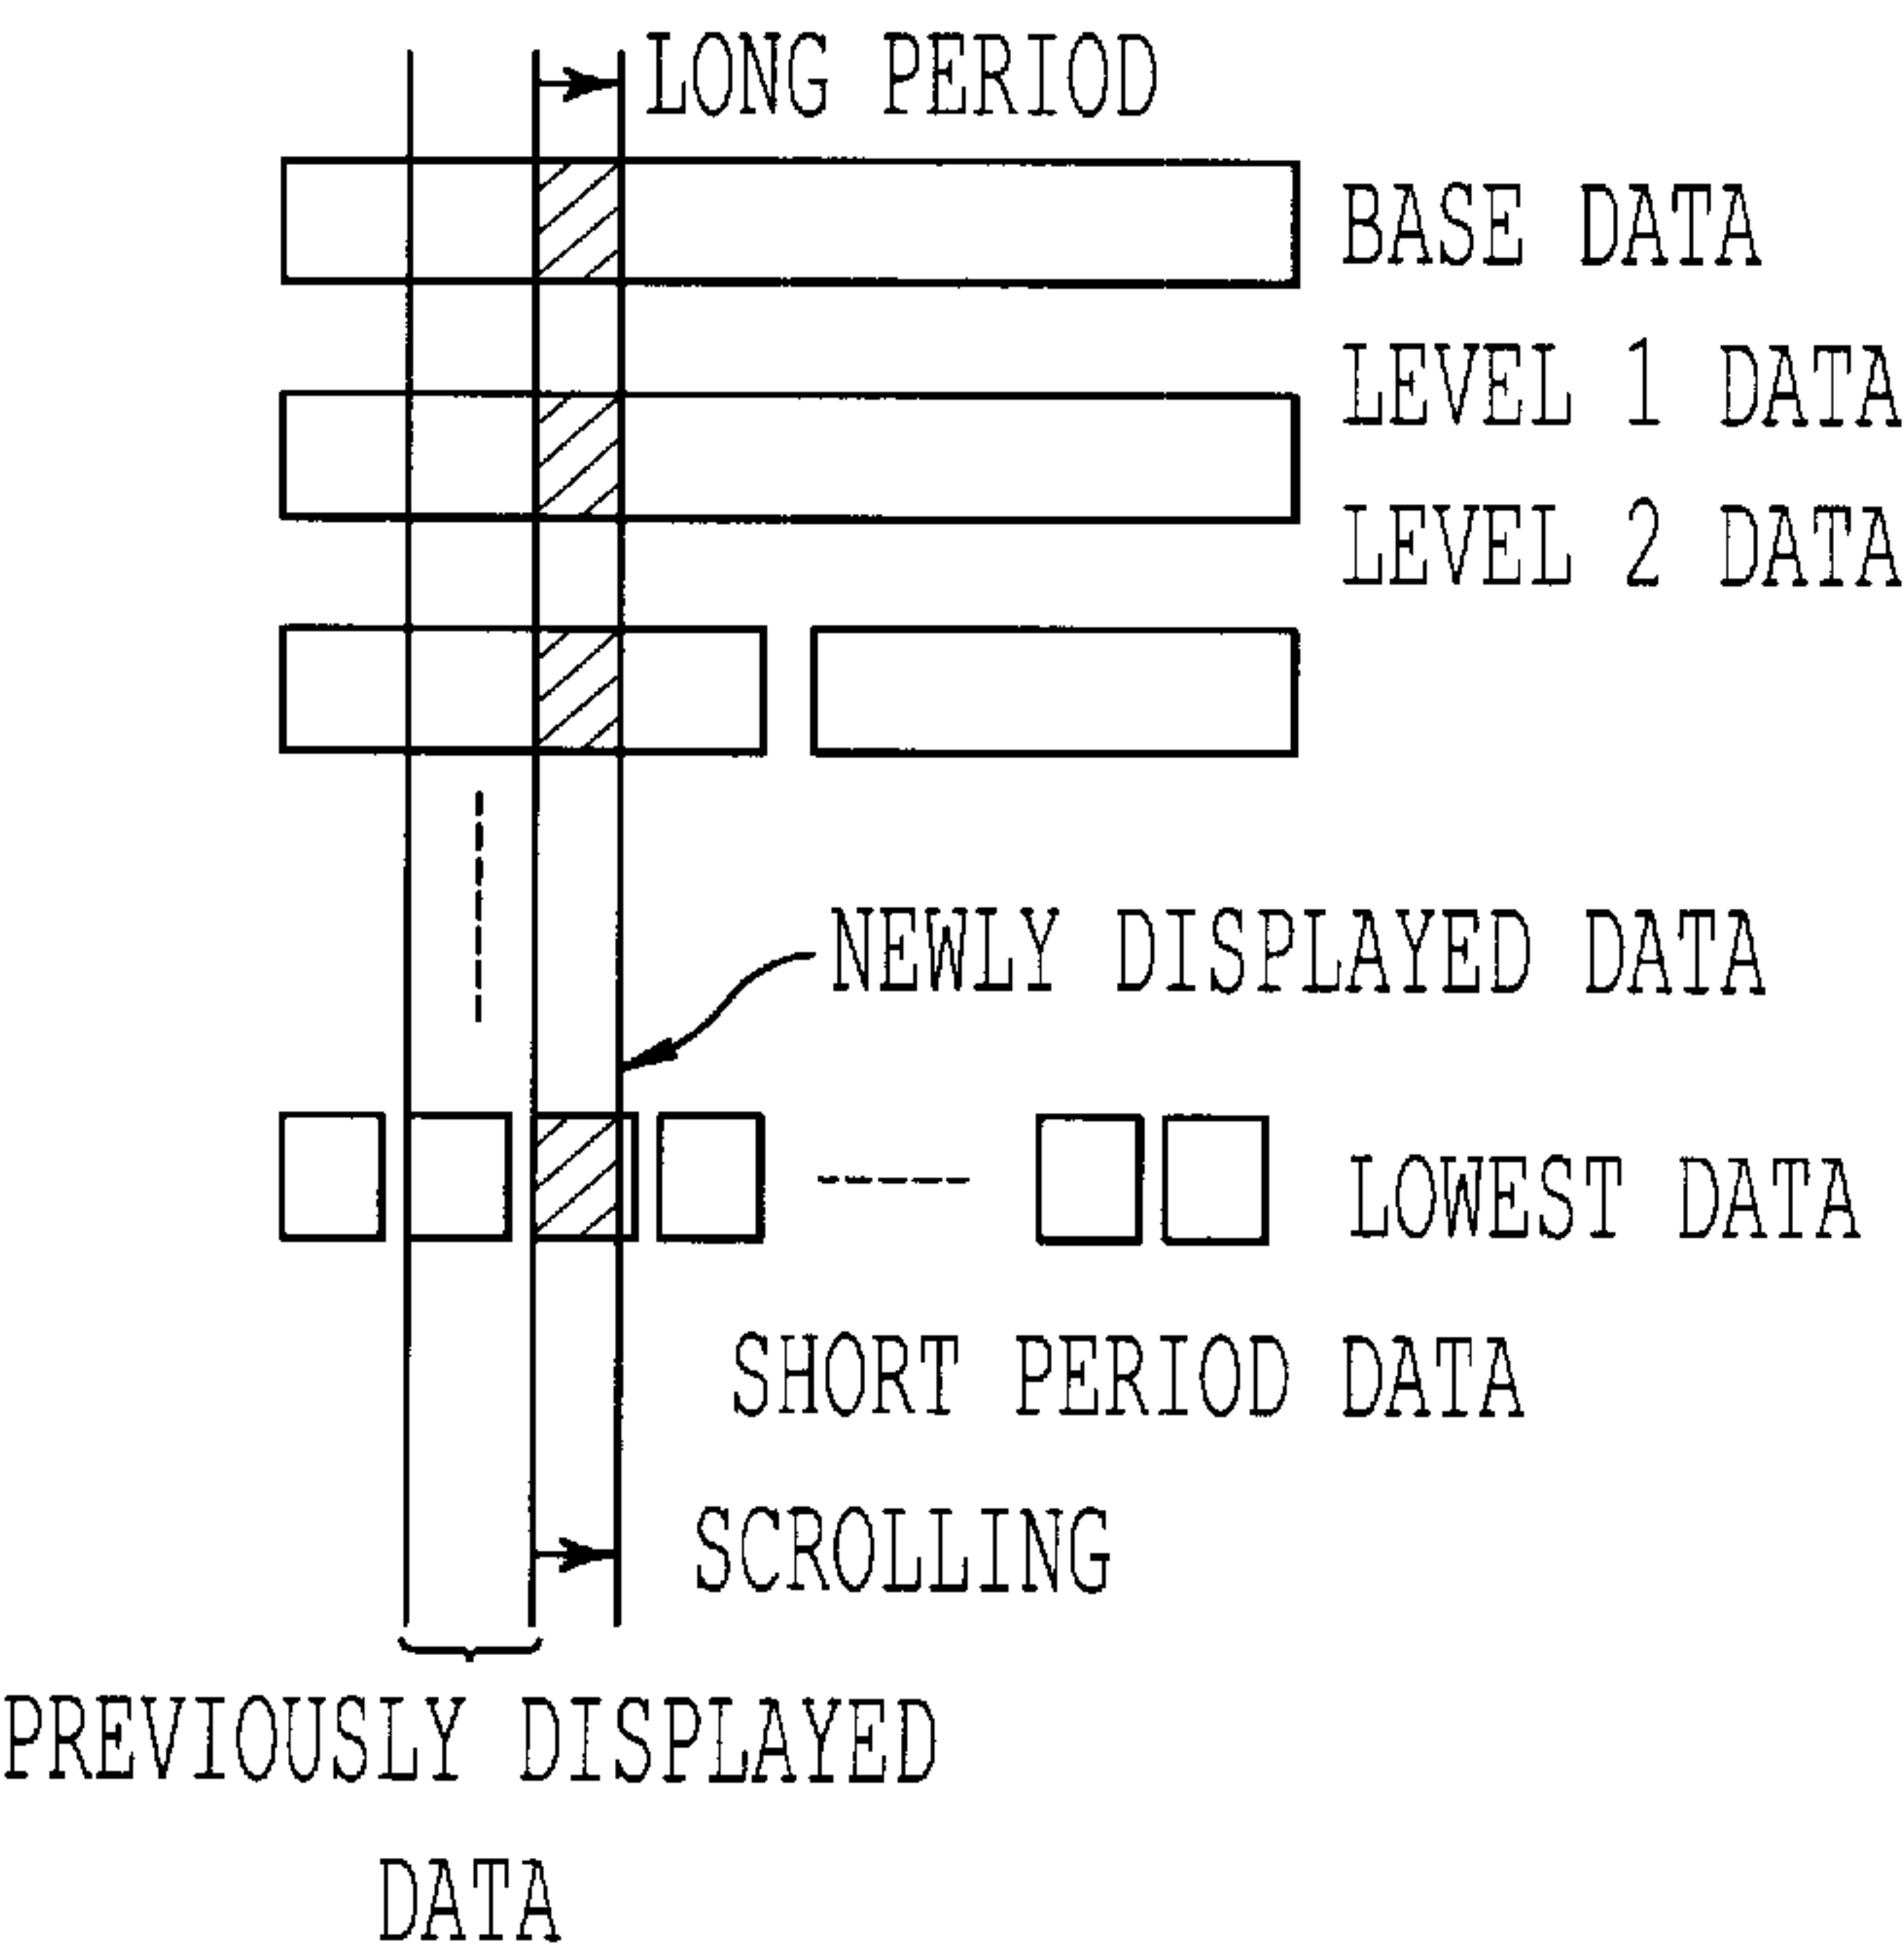 LONG PERIOD
BASE DATA
LEVEL 1 DATA
LEVEL 2 DATA
NEWLY DISPLAYED DATA
LOWEST DATA
SHORT PERIOD DATA
SCROLLING
PREVIOUSLY DISPLAYED
DATA